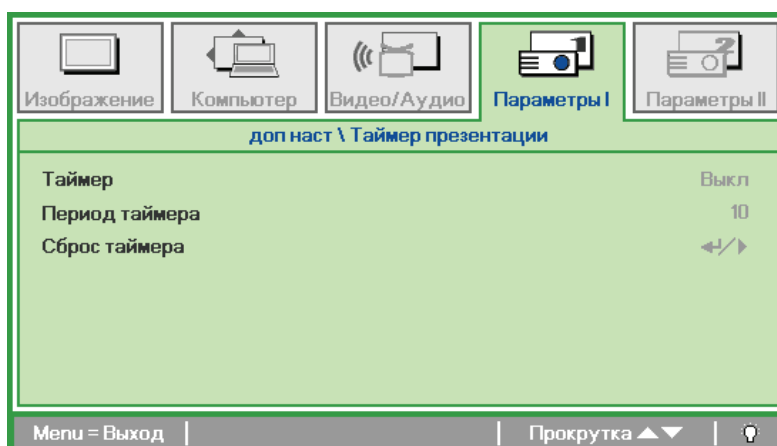 Изображение
Компьютер
Видео/Аудио
Параметры I
Параметры II
доп наст \ Таймер презентации
Таймер Выкл
Период таймера 10
Сброс таймера ↵/▶
Menu = Выход Прокрутка ▲▼